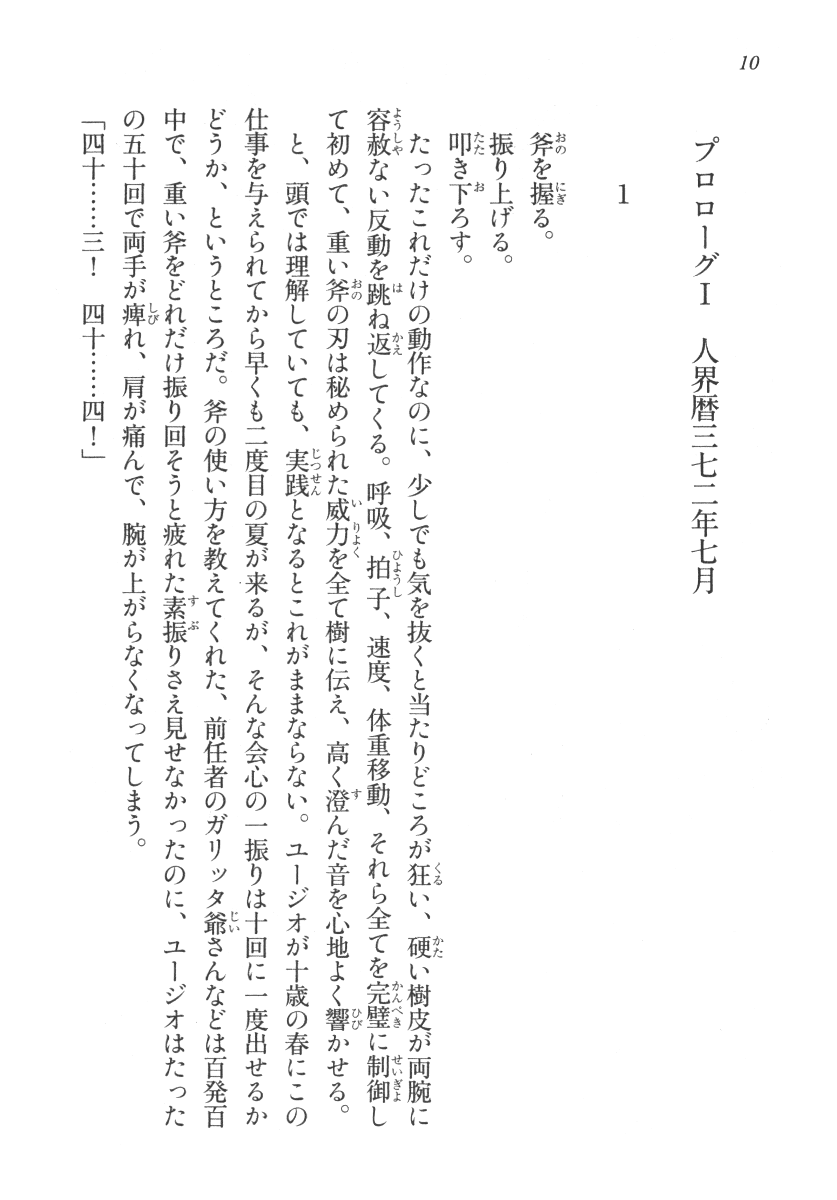 10
プロローグⅠ　人界暦三七二年七月
1
斧を握る。
振り上げる。
叩き下ろす。
たったこれだけの動作なのに、少しでも気を抜くと当たりどころが狂い、硬い樹皮が両腕に
容赦ない反動を跳ね返してくる。呼吸、拍子、速度、体重移動、それら全てを完璧に制御し
て初めて、重い斧の刃は秘められた威力を全て樹に伝え、高く澄んだ音を心地よく響かせる。
と、頭では理解していても、実践となるとこれがままならない。ユージオが十歳の春にこの
仕事を与えられてから早くも二度目の夏が来るが、そんな会心の一振りは十回に一度出せるか
どうか、というところだ。斧の使い方を教えてくれた、前任者のガリッタ爺さんなどは百発百
中で、重い斧をどれだけ振り回そうと疲れた素振りさえ見せなかったのに、ユージオはたった
の五十回で両手が痺れ、肩が痛んで、腕が上がらなくなってしまう。
「四十……三！　四十……四！」